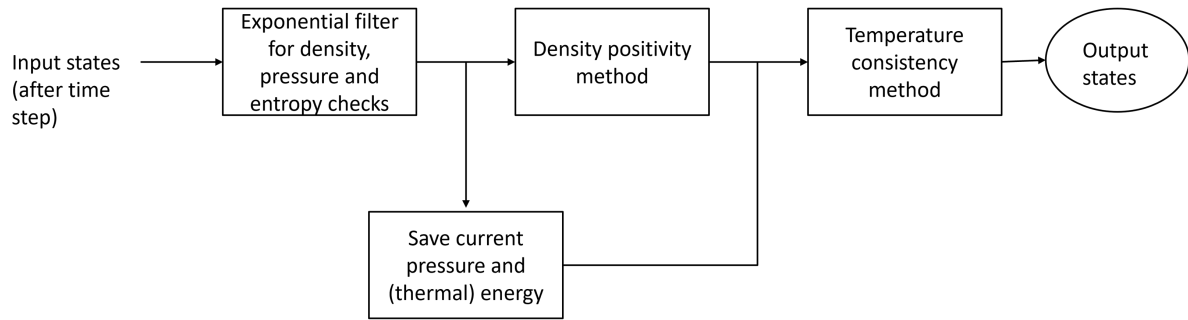 Input states
(after time
step)
Exponential filter
for density,
pressure and
entropy checks
Density positivity
method
Temperature
consistency
method
Output
states
Save current
pressure and
(thermal) energy